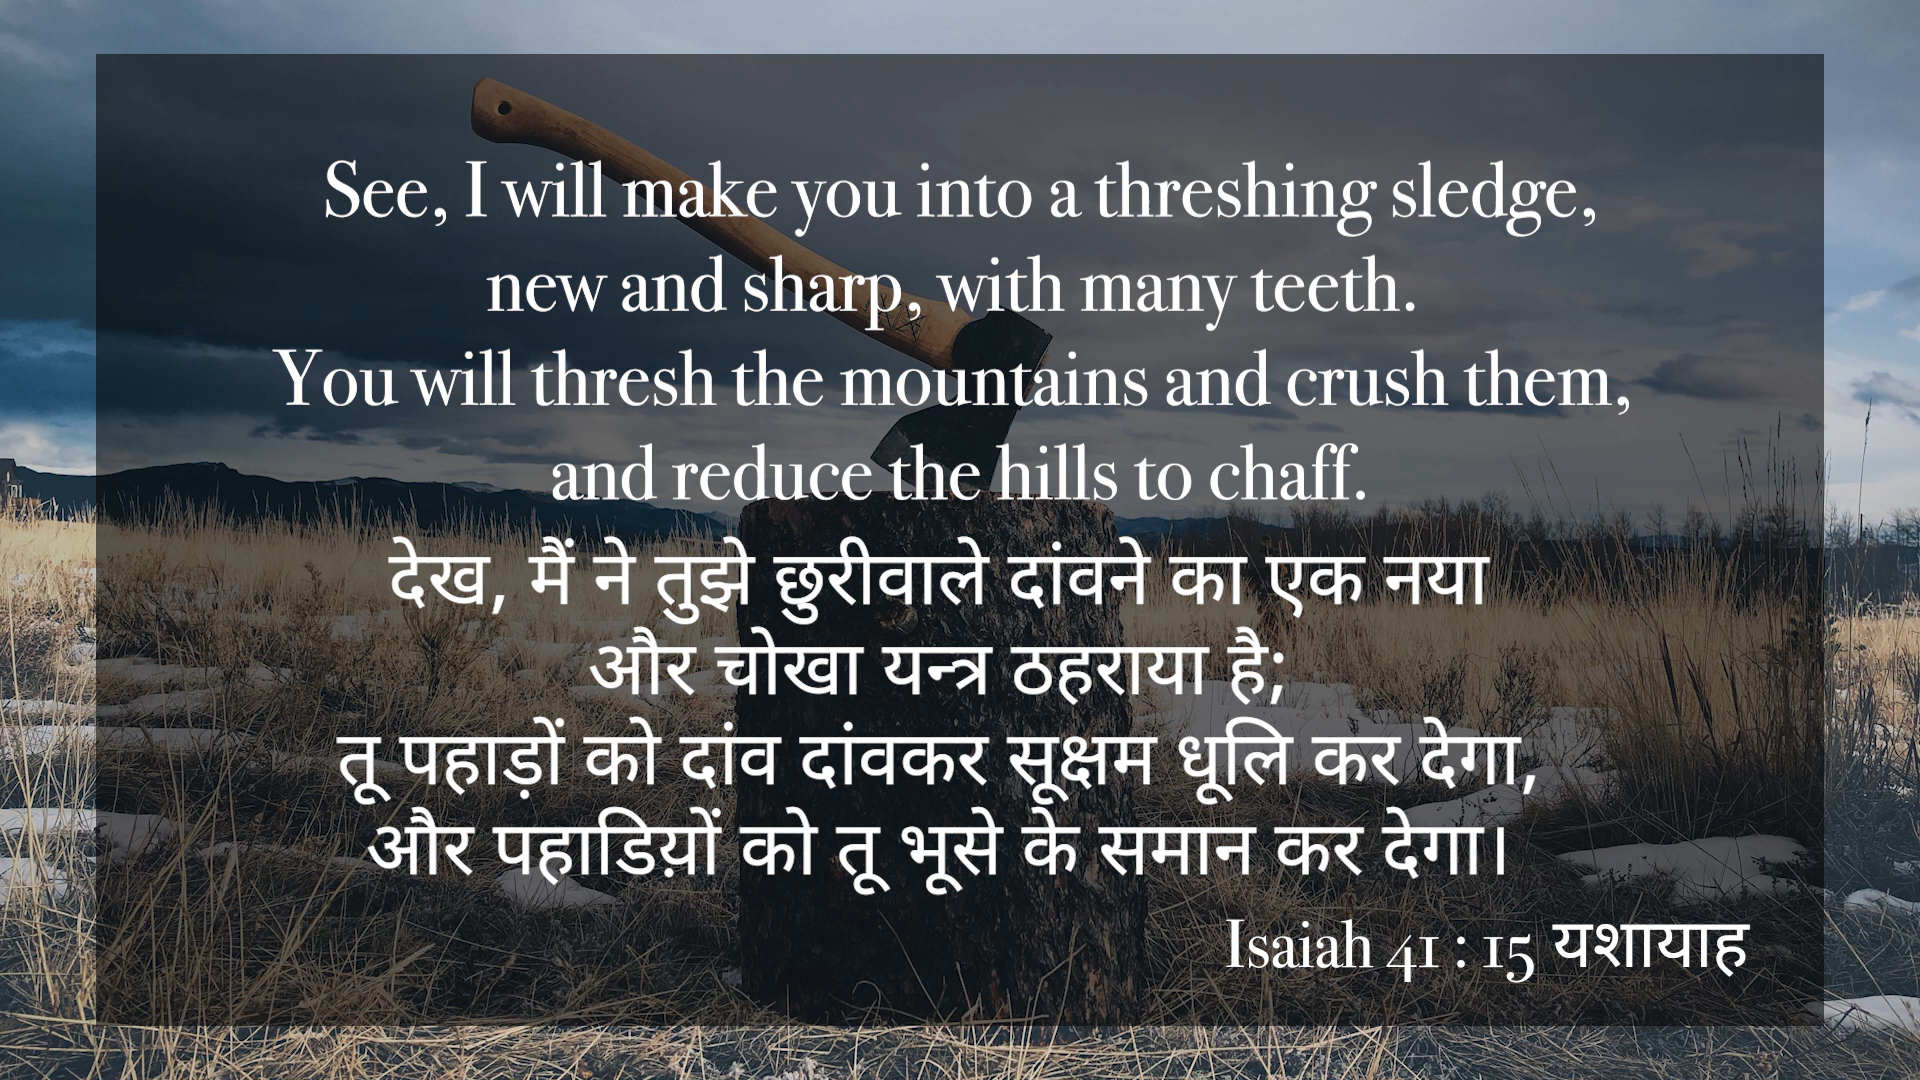 See, I will make you into a threshing sledge,
new and sharp, with many teeth.
You will thresh the mountains and crush them,
and reduce the hills to chaff.
देख, मैं ने तुझे छुरीवाले दांवने का एक नया
और चोखा यन्त्र ठहराया है;
तू पहाड़ों को दांव दांवकर सूक्षम धूलि कर देगा,
और पहाडिय़ों को तू भूसे के समान कर देगा।
Isaiah 41 : 15 यशायाह